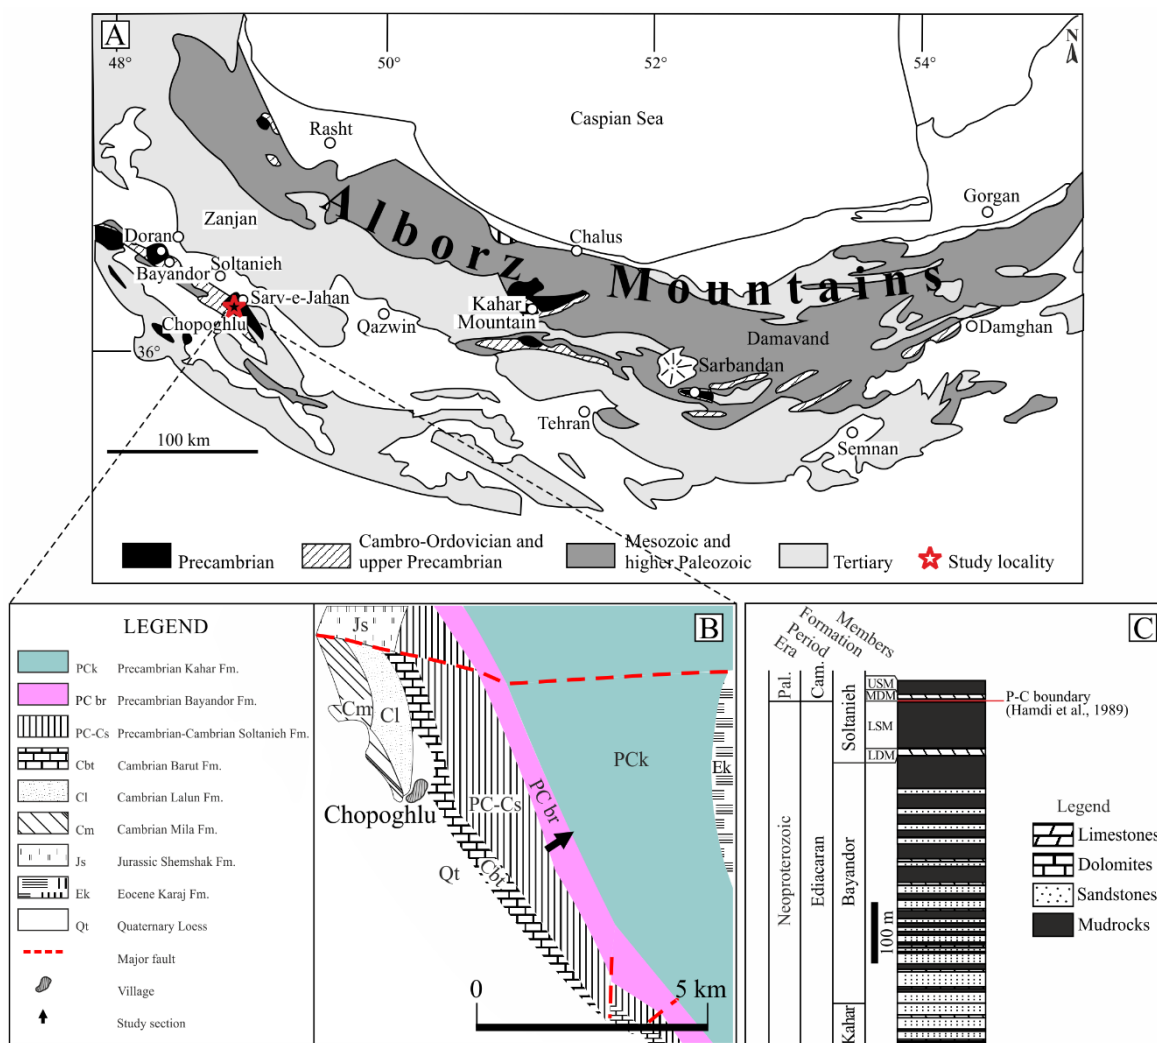 A
N
48°
50°
52°
54°
Caspian Sea
Rasht
Gorgan
Zanjan
Alborz
Mountains
Doran
Chalus
Bayandor
Soltanieh
Sarv-e-Jahan
Kahar
Mountain
Chopoghlu
Qazwin
Damghan
Damavand
36°
Sarbandan
Tehran
Semnan
100 km
Precambrian
Cambro-Ordovician and
upper Precambrian
Mesozoic and
higher Paleozoic
Tertiary
Study locality
LEGEND
PCk Precambrian Kahar Fm.
PC br Precambrian Bayandor Fm.
PC-Cs Precambrian-Cambrian Soltanieh Fm.
Cbt Cambrian Barut Fm.
Cl Cambrian Lalun Fm.
Cm Cambrian Mila Fm.
Js Jurassic Shemshak Fm.
Ek Eocene Karaj Fm.
Qt Quaternary Loess
Major fault
Village
Study section
B
Js
Cm
Cl
PCk
Ek
PC-Cs
PC br
Chopoghlu
Qt
Cbt
0
5 km
C
Members
Formation
Period
Era
Pal.
Cam.
Soltanieh
USM
MDM
LSM
LDM
P-C boundary
(Hamdi et al., 1989)
Neoproterozoic
Ediacaran
Bayandor
Kahar
100 m
Legend
Limestones
Dolomites
Sandstones
Mudrocks